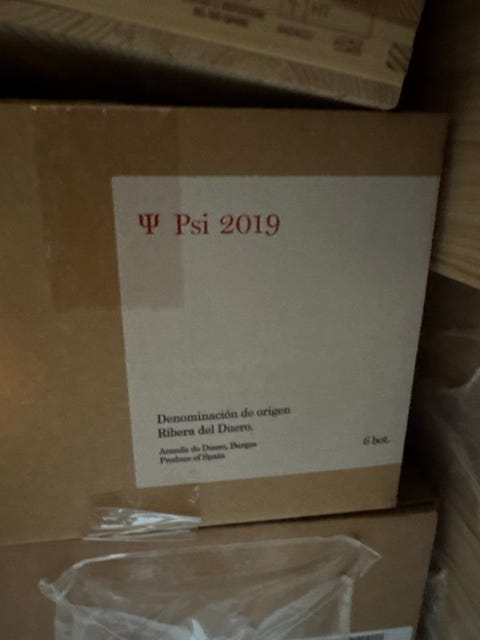 Ψ Psi 2019
Denominación de origen
Ribera del Duero.
Aranda de Duero, Burgos
Produce of Spain
6 bot.